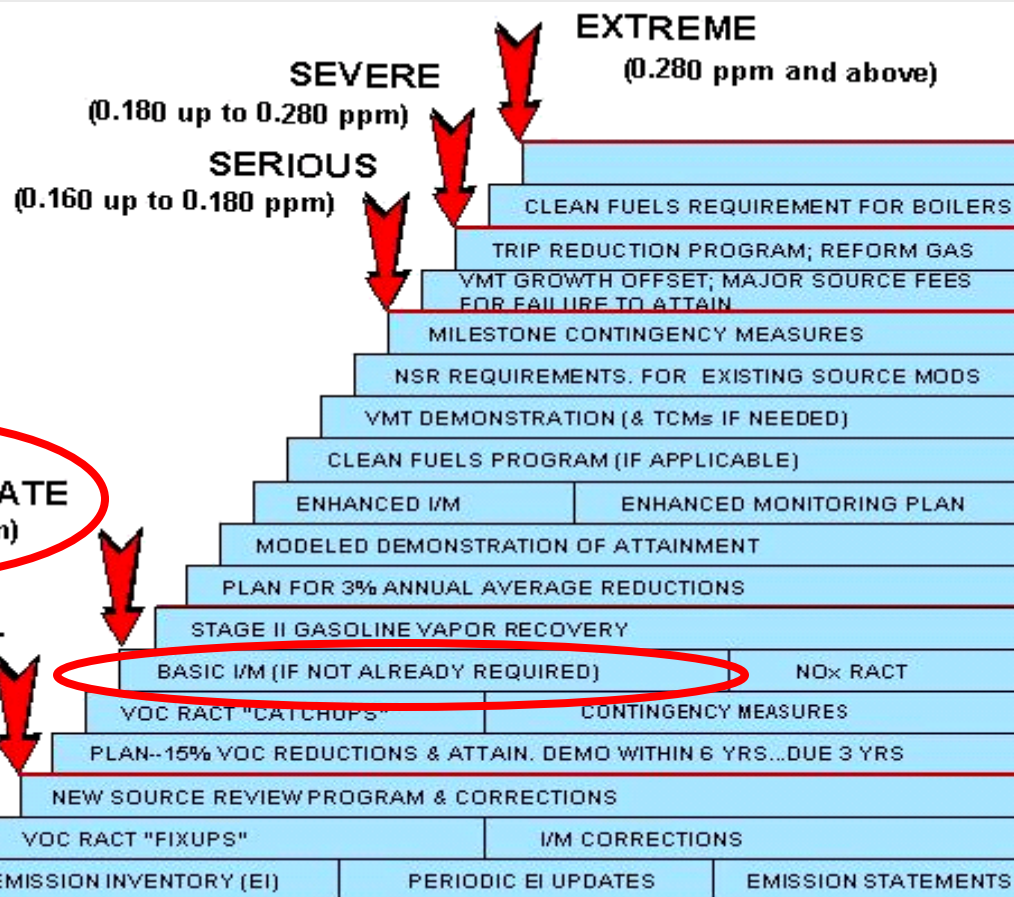 EXTREME
(0.280 ppm and above)
SEVERE
(0.180 up to 0.280 ppm)
SERIOUS
(0.160 up to 0.180 ppm)
CLEAN FUELS REQUIREMENT FOR BOILERS
TRIP REDUCTION PROGRAM; REFORM GAS
VMT GROWTH OFFSET; MAJOR SOURCE FEES
FOR FAILURE TO ATTAIN
MILESTONE CONTINGENCY MEASURES
NSR REQUIREMENTS. FOR EXISTING SOURCE MODS
VMT DEMONSTRATION (& TCMs IF NEEDED)
CLEAN FUELS PROGRAM (IF APPLICABLE)
ATE
ENHANCED I/M ENHANCED MONITORING PLAN
MODELED DEMONSTRATION OF ATTAINMENT
PLAN FOR 3% ANNUAL AVERAGE REDUCTIONS
STAGE II GASOLINE VAPOR RECOVERY
BASIC I/M (IF NOT ALREADY REQUIRED) NOx RACT
VOC RACT "CATCHUPS" CONTINGENCY MEASURES
PLAN--15% VOC REDUCTIONS & ATTAIN. DEMO WITHIN 6 YRS...DUE 3 YRS
NEW SOURCE REVIEW PROGRAM & CORRECTIONS
VOC RACT "FIXUPS" I/M CORRECTIONS
EMISSION INVENTORY (EI) PERIODIC EI UPDATES EMISSION STATEMENTS